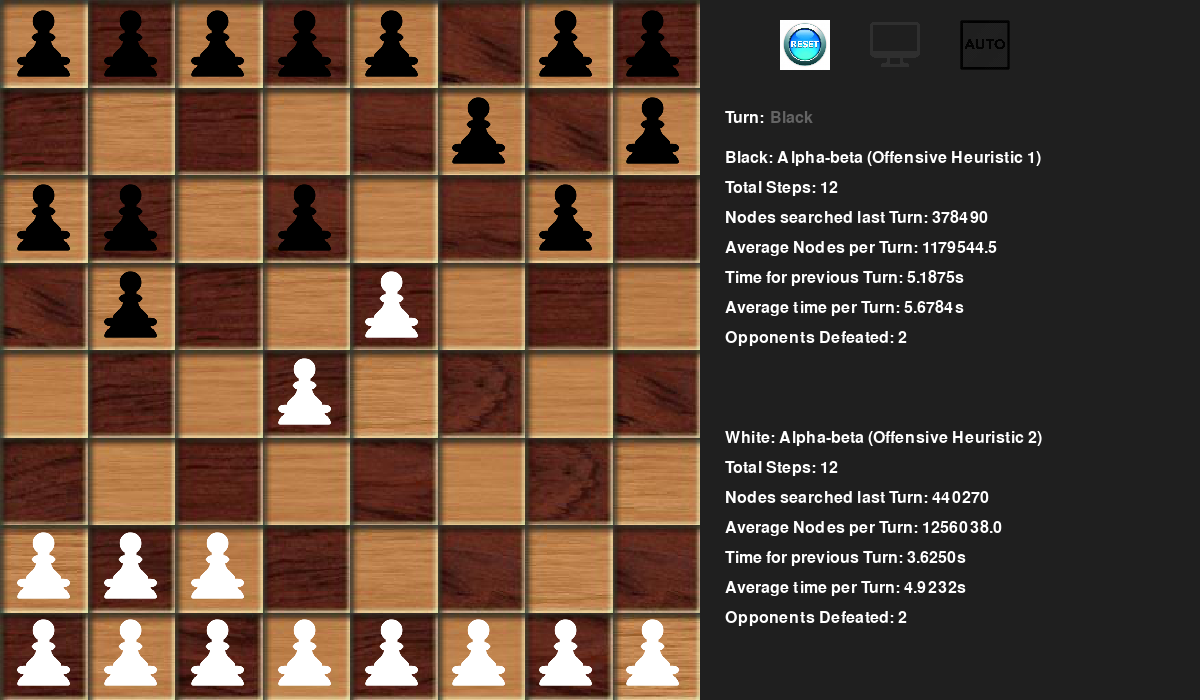 RESET
AUTO
Turn: Black
Black: Alpha-beta (Offensive Heuristic 1)
Total Steps: 12
Nodes searched last Turn: 378490
Average Nodes per Turn: 1179544.5
Time for previous Turn: 5.1875s
Average time per Turn: 5.6784s
Opponents Defeated: 2
White: Alpha-beta (Offensive Heuristic 2)
Total Steps: 12
Nodes searched last Turn: 440270
Average Nodes per Turn: 1256038.0
Time for previous Turn: 3.6250s
Average time per Turn: 4.9232s
Opponents Defeated: 2